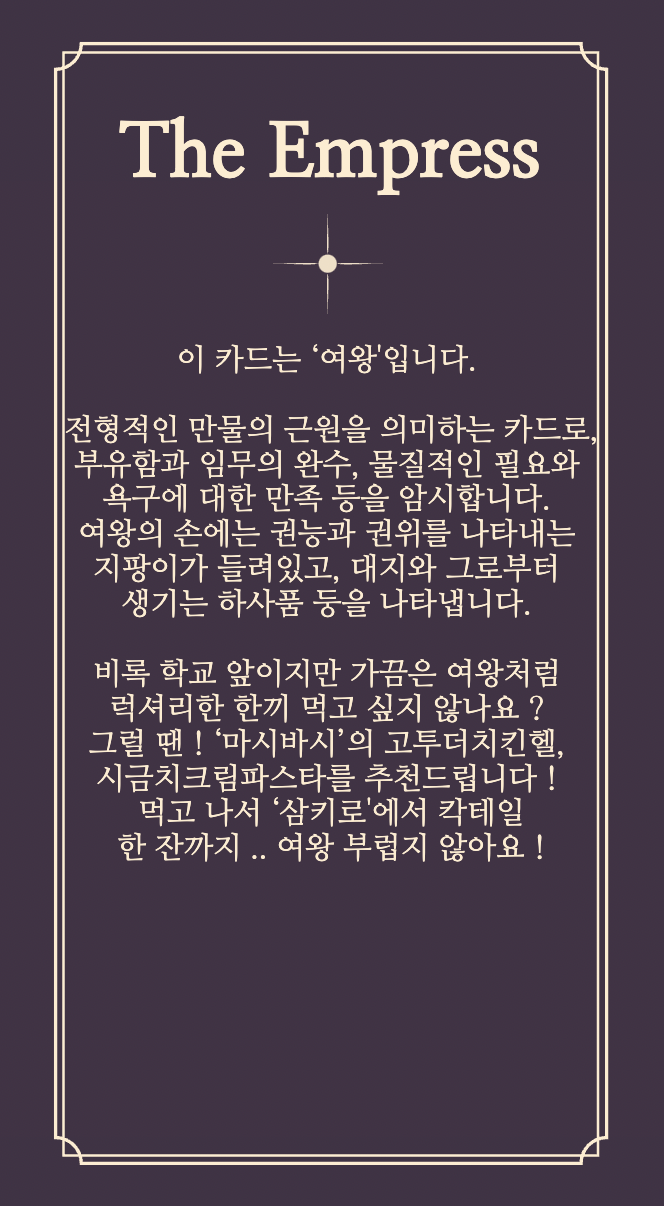 The Empress
이 카드는 ‘여왕'입니다.
전형적인 만물의 근원을 의미하는 카드로,
부유함과 임무의 완수, 물질적인 필요와
욕구에 대한 만족 등을 암시합니다.
여왕의 손에는 권능과 권위를 나타내는
지팡이가 들려있고, 대지와 그로부터
생기는 하사품 둥을 나타냅니다.
비록 학교 앞이지만 가끔은 여왕처럼
럭셔리한 한끼 먹고 싶지 않나요 ?
그럴 땐 ! ‘마시바시’의 고투더치킨헬,
시금치크림파스타를 추천드립니다 !
먹고 나서 ‘삼키로'에서 칵테일
한 잔까지 .. 여왕 부럽지 않아요 !